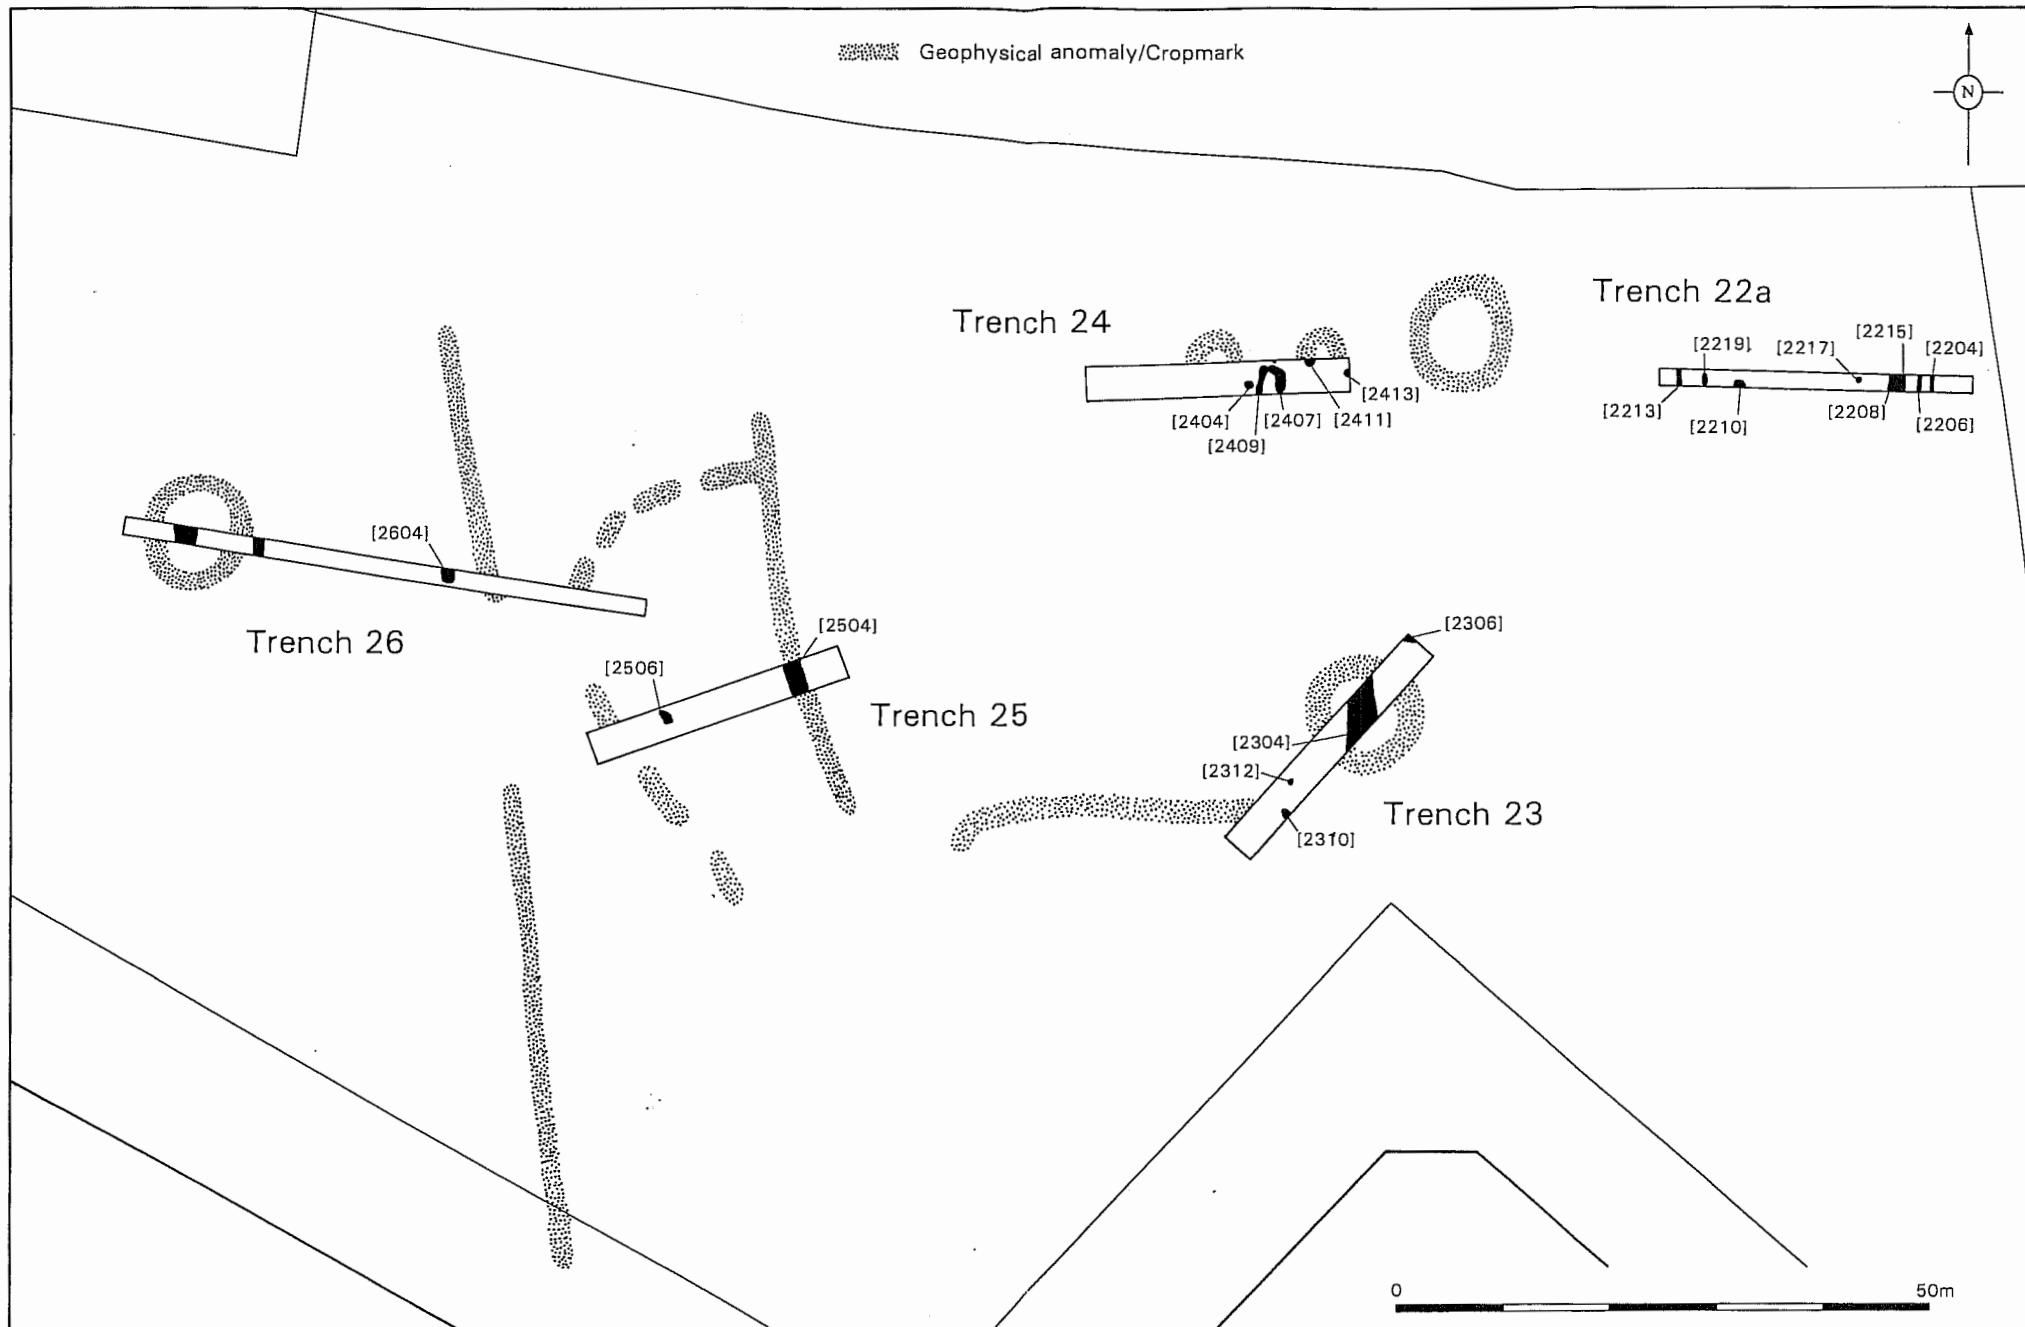 Geophysical anomaly/Cropmark
N
Trench 22a
Trench 24
[2215]
[2219]
[2217]
[2204]
[2413]
[2404]
[2407]
[2411]
[2409]
[2213]
[2210]
[2208]
[2206]
[2604]
Trench 26
[2504]
[2506]
Trench 25
[2306]
[2304]
[2312]
Trench 23
[2310]
0
50m